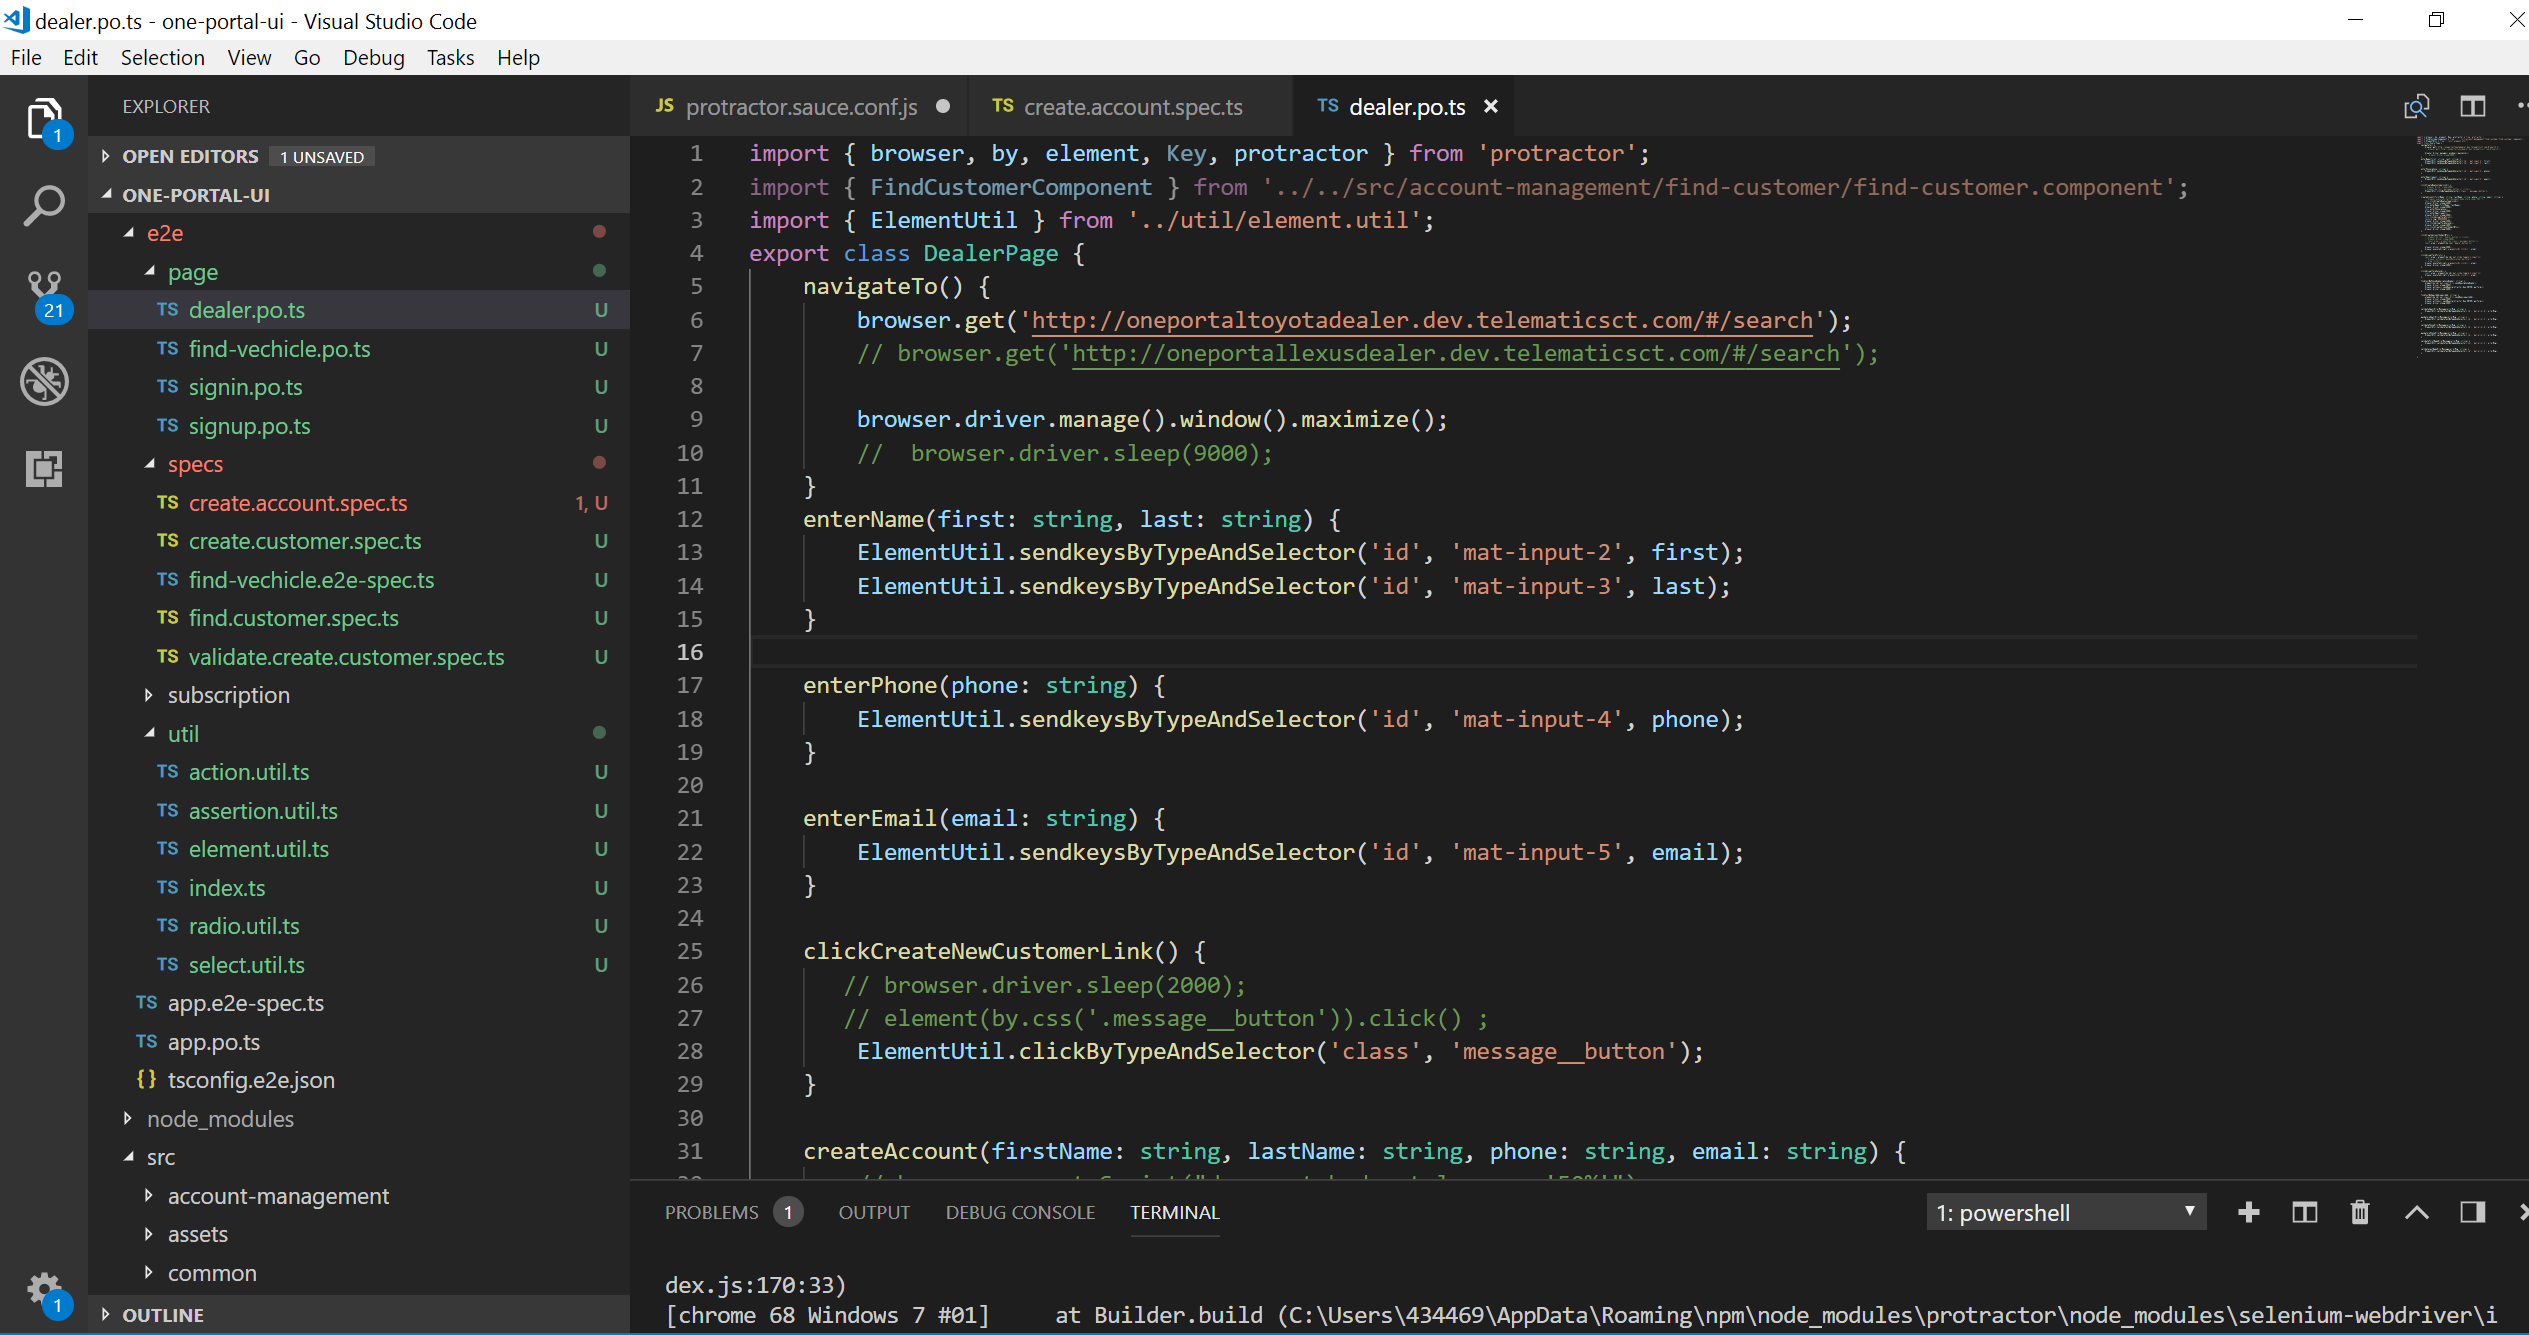 dealer.po.ts - one-portal-ui - Visual Studio Code
File Edit Selection View Go Debug Tasks Help
1
21
1
EXPLORER
OPEN EDITORS 1 UNSAVED
ONE-PORTAL-UI
e2e
page
TS dealer.po.ts U
TS find-vechicle.po.ts U
TS signin.po.ts U
TS signup.po.ts U
specs
TS create.account.spec.ts 1, U
TS create.customer.spec.ts U
TS find-vechicle.e2e-spec.ts U
TS find.customer.spec.ts U
TS validate.create.customer.spec.ts U
subscription
util
TS action.util.ts U
TS assertion.util.ts U
TS element.util.ts U
TS index.ts U
TS radio.util.ts U
TS select.util.ts U
TS app.e2e-spec.ts
TS app.po.ts
{} tsconfig.e2e.json
node_modules
src
account-management
assets
common
OUTLINE
JS protractor.sauce.conf.js TS create.account.spec.ts TS dealer.po.ts
1 import { browser, by, element, Key, protractor } from 'protractor';
2 import { FindCustomerComponent } from '../../src/account-management/find-customer/find-customer.component';
3 import { ElementUtil } from '../util/element.util';
4 export class DealerPage {
5 navigateTo() {
6 browser.get('http://oneportaltoyotadealer.dev.telematicsct.com/#/search');
7 // browser.get('http://oneportallexusdealer.dev.telematicsct.com/#/search');
8
9 browser.driver.manage().window().maximize();
10 //  browser.driver.sleep(9000);
11 }
12 enterName(first: string, last: string) {
13 ElementUtil.sendkeysByTypeAndSelector('id', 'mat-input-2', first);
14 ElementUtil.sendkeysByTypeAndSelector('id', 'mat-input-3', last);
15 }
16
17 enterPhone(phone: string) {
18 ElementUtil.sendkeysByTypeAndSelector('id', 'mat-input-4', phone);
19 }
20
21 enterEmail(email: string) {
22 ElementUtil.sendkeysByTypeAndSelector('id', 'mat-input-5', email);
23 }
24
25 clickCreateNewCustomerLink() {
26 // browser.driver.sleep(2000);
27 // element(by.css('.message__button')).click() ;
28 ElementUtil.clickByTypeAndSelector('class', 'message__button');
29 }
30
31 createAccount(firstName: string, lastName: string, phone: string, email: string) {
PROBLEMS 1 OUTPUT DEBUG CONSOLE TERMINAL 1: powershell
dex.js:170:33)
[chrome 68 Windows 7 #01]     at Builder.build (C:\Users\434469\AppData\Roaming\npm\node_modules\protractor\node_modules\selenium-webdriver\i